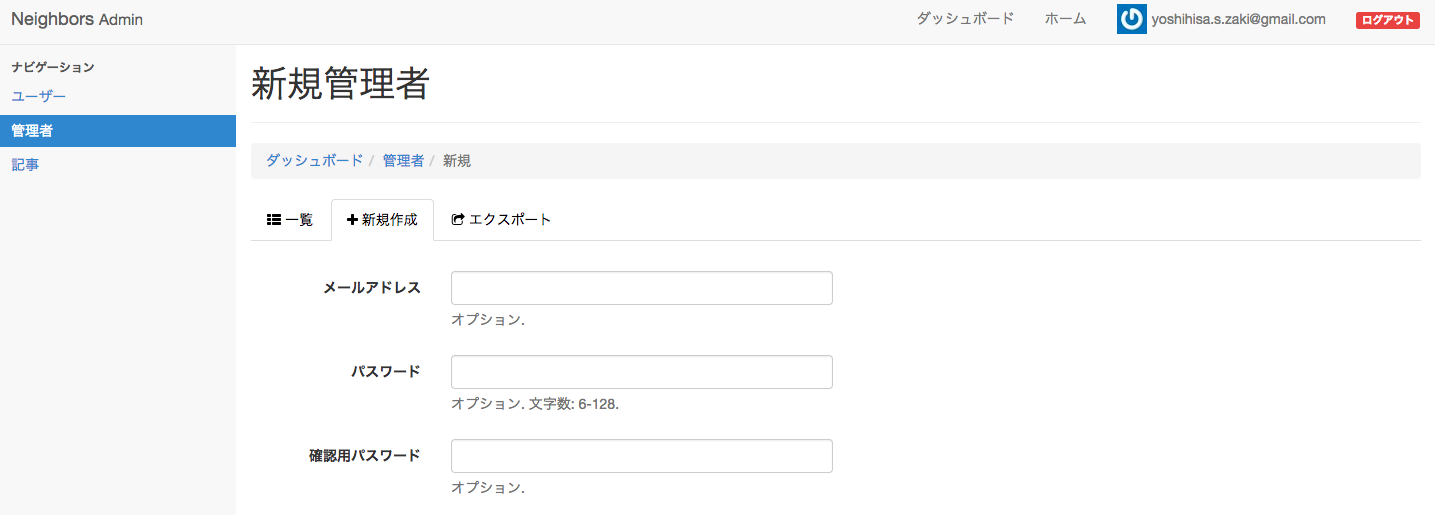 Neighbors Admin ダッシュボード ホーム yoshihisa.s.zaki@gmail.com ログアウト
ナビゲーション
ユーザー
管理者
記事
新規管理者
ダッシュボード / 管理者 / 新規
一覧 新規作成 エクスポート
メールアドレス
オプション.
パスワード
オプション. 文字数: 6-128.
確認用パスワード
オプション.